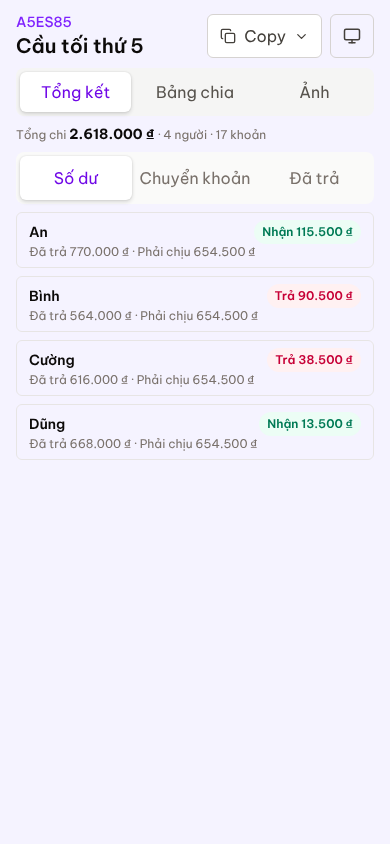 A5ES85
Cầu tối thứ 5
Copy
Tổng kết Bảng chia Ảnh
Tổng chi 2.618.000 ₫ · 4 người · 17 khoản
Số dư Chuyển khoản Đã trả
An Nhận 115.500 ₫
Đã trả 770.000 ₫ · Phải chịu 654.500 ₫
Bình Trả 90.500 ₫
Đã trả 564.000 ₫ · Phải chịu 654.500 ₫
Cường Trả 38.500 ₫
Đã trả 616.000 ₫ · Phải chịu 654.500 ₫
Dũng Nhận 13.500 ₫
Đã trả 668.000 ₫ · Phải chịu 654.500 ₫